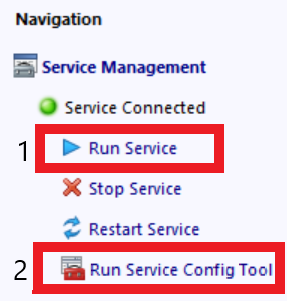 Navigation
Service Management
Service Connected
1 Run Service
Stop Service
Restart Service
2 Run Service Config Tool